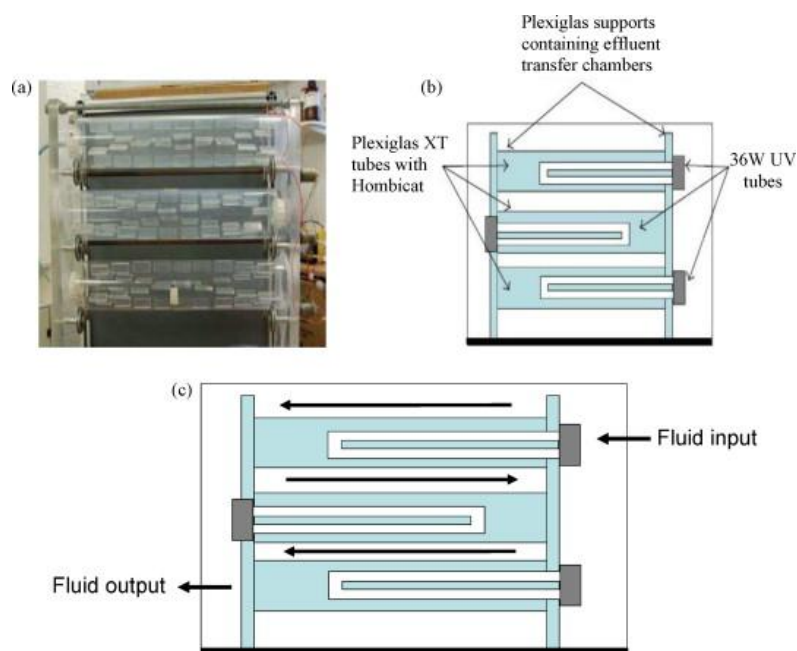 Plexiglas supports
containing effluent
transfer chambers
(a)
(b)
Plexiglas XT
tubes with
Hombicat
36W UV
tubes
(c)
Fluid input
Fluid output